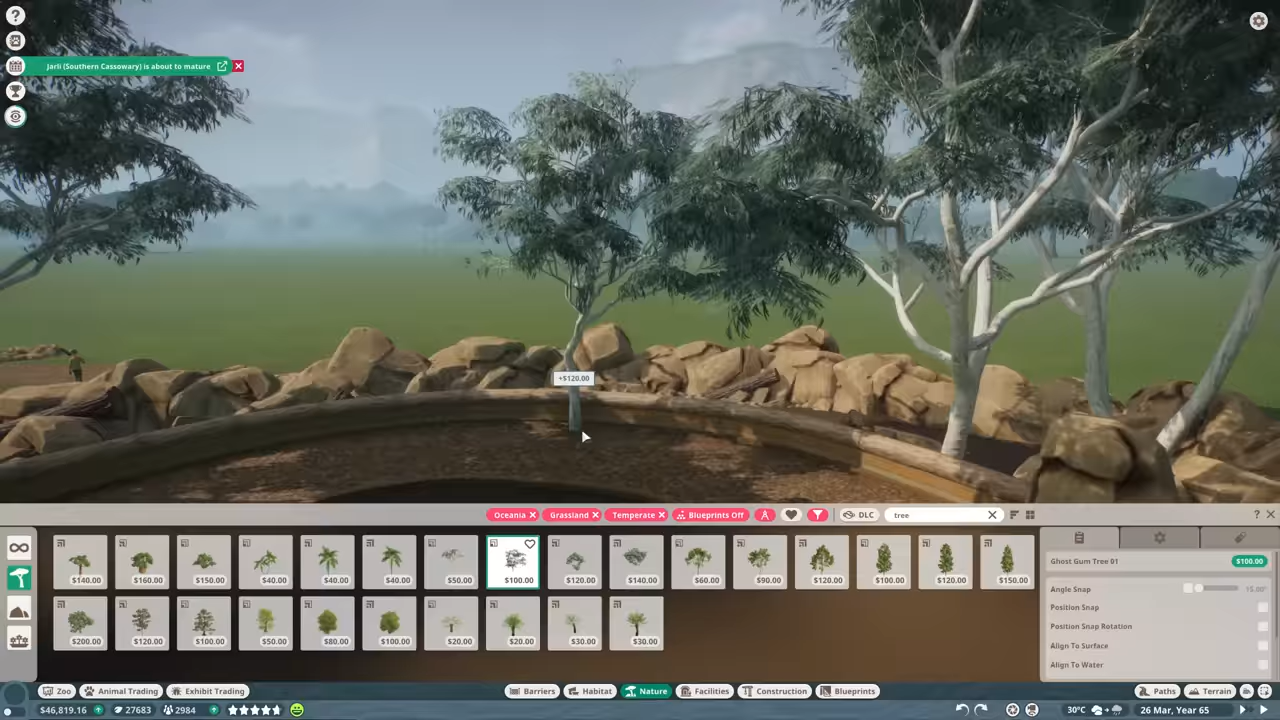 ?
Jarli (Southern Cassowary) is about to mature
+$120.00
Oceania Grassland Temperate Blueprints Off DLC tree ?
$140.00 $160.00 $150.00 $40.00 $40.00 $40.00 $50.00 $100.00 $120.00 $140.00 $60.00 $90.00 $120.00 $100.00 $120.00 $150.00
$200.00 $120.00 $100.00 $50.00 $80.00 $100.00 $20.00 $20.00 $30.00 $30.00
Ghost Gum Tree 01 $100.00
Angle Snap 15.00°
Position Snap
Position Snap Rotation
Align To Surface
Align To Water
Zoo Animal Trading Exhibit Trading Barriers Habitat Nature Facilities Construction Blueprints Paths Terrain
$46,819.16 27683 2984 30°C 26 Mar, Year 65